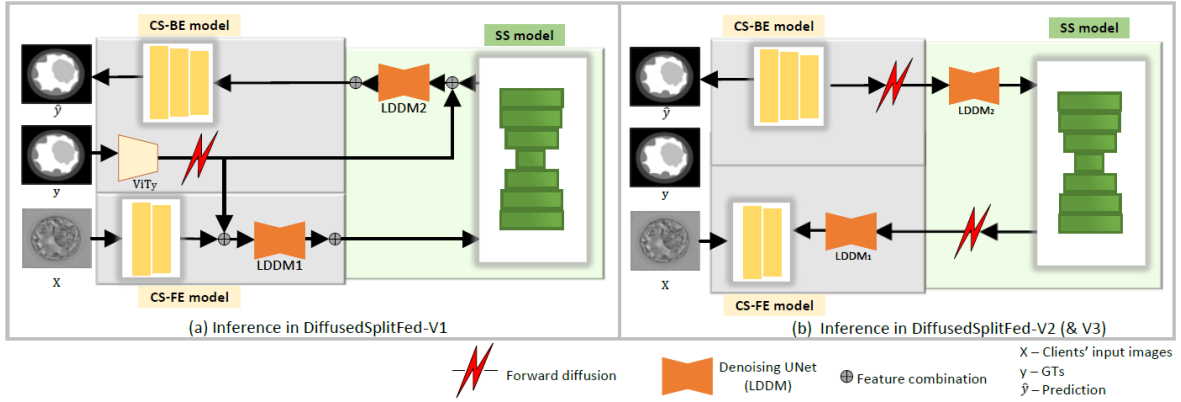 CS-BE model
SS model
LDDM2
ŷ
y
ViTy
X
LDDM1
CS-FE model
(a) Inference in DiffusedSplitFed-V1
CS-BE model
SS model
LDDM₂
ŷ
y
X
LDDM₁
CS-FE model
(b) Inference in DiffusedSplitFed-V2 (& V3)
Forward diffusion
Denoising UNet
(LDDM)
Feature combination
X – Clients' input images
y – GTs
ŷ – Prediction